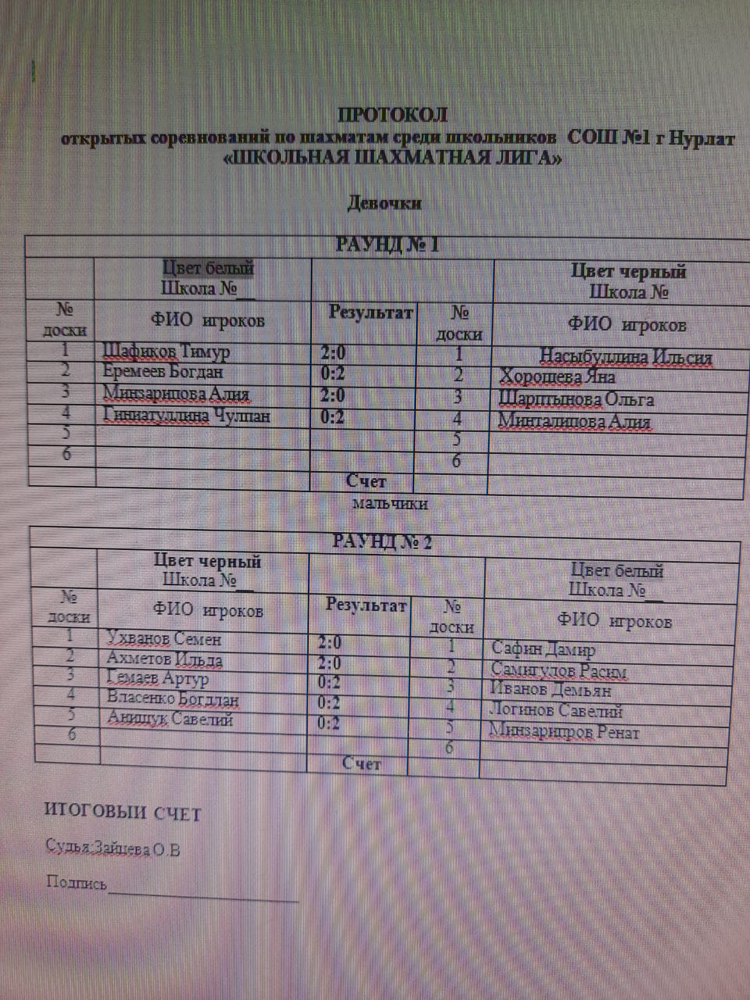 ПРОТОКОЛ
открытых соревнований по шахматам среди школьников СОШ №1 г Нурлат
«ШКОЛЬНАЯ ШАХМАТНАЯ ЛИГА»
Девочки
РАУНД № 1
Цвет белый Цвет черный
Школа №__ Школа №
№ доски ФИО игроков Результат № доски ФИО игроков
1 Шафиков Тимур 2:0 1 Насыбуллина Ильсия
2 Еремеев Богдан 0:2 2 Хорошева Яна
3 Минзарипова Алия 2:0 3 Шарптынова Ольга
4 Гиннатуллина Чулпан 0:2 4 Минталипова Алия
5 5
6 6
Счет
мальчики
РАУНД № 2
Цвет черный Цвет белый
Школа №__ Школа №__
№ доски ФИО игроков Результат № доски ФИО игроков
1 Ухванов Семен 2:0 1 Сафин Дамир
2 Ахметов Ильда 2:0 2 Самигулов Расим
3 Гемаев Артур 0:2 3 Иванов Демьян
4 Власенко Богдлан 0:2 4 Логинов Савелий
5 Анищук Савелий 0:2 5 Минзарипров Ренат
6 6
Счет
ИТОГОВЫЙ СЧЕТ
Судья:Зайцева О.В
Подпись____________________